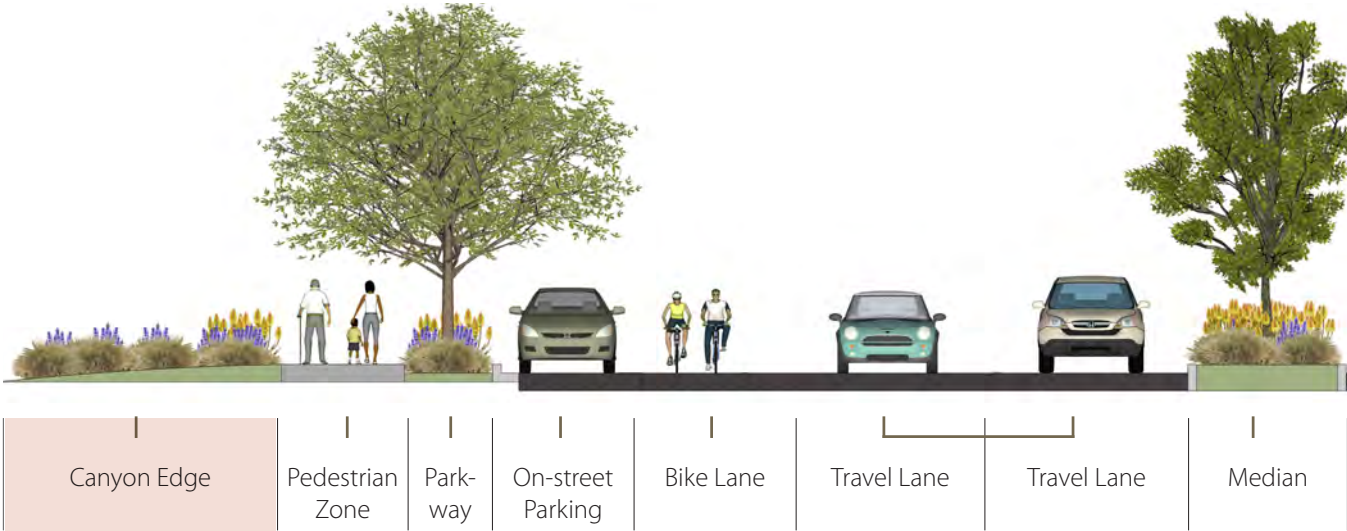 Canyon Edge
Pedestrian
Zone
Park-
way
On-street
Parking
Bike Lane
Travel Lane
Travel Lane
Median